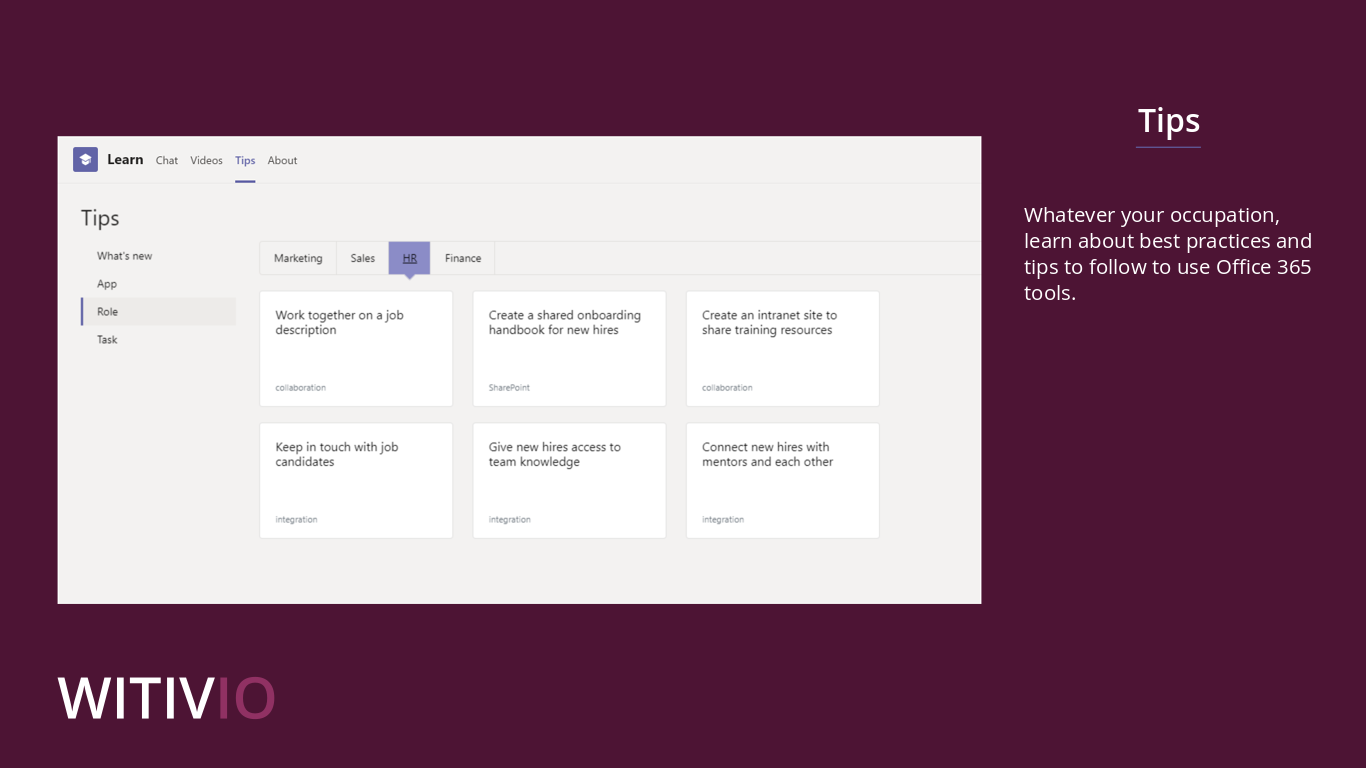 Learn Chat Videos Tips About
Tips
What's new
App
Role
Task
Marketing Sales HR Finance
Work together on a job
description
collaboration
Create a shared onboarding
handbook for new hires
SharePoint
Create an intranet site to
share training resources
collaboration
Keep in touch with job
candidates
integration
Give new hires access to
team knowledge
integration
Connect new hires with
mentors and each other
integration
Tips
Whatever your occupation,
learn about best practices and
tips to follow to use Office 365
tools.
WITIVIO